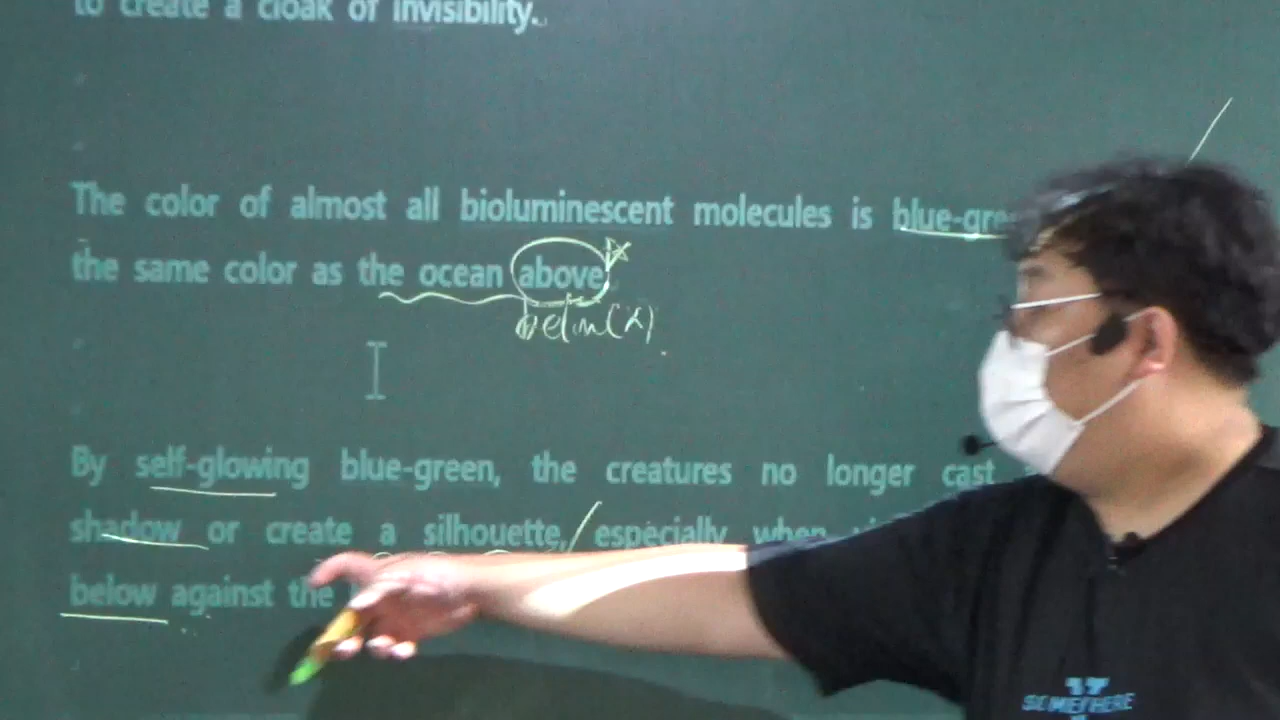 to create a cloak of invisibility.
The color of almost all bioluminescent molecules is blue-gre
the same color as the ocean above.
(X)
By self-glowing blue-green, the creatures no longer cast
shadow or create a silhouette, especially when
below against the
SOMEWHERE